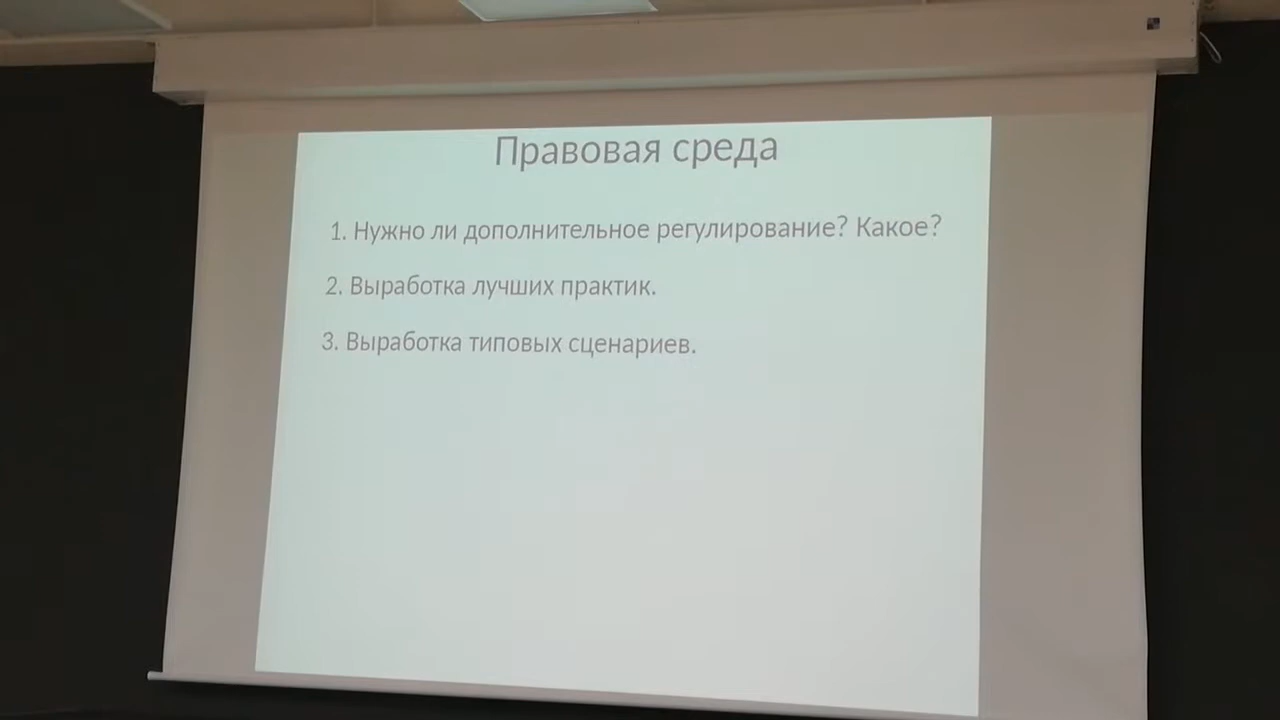 Правовая среда
1. Нужно ли дополнительное регулирование? Какое?
2. Выработка лучших практик.
3. Выработка типовых сценариев.